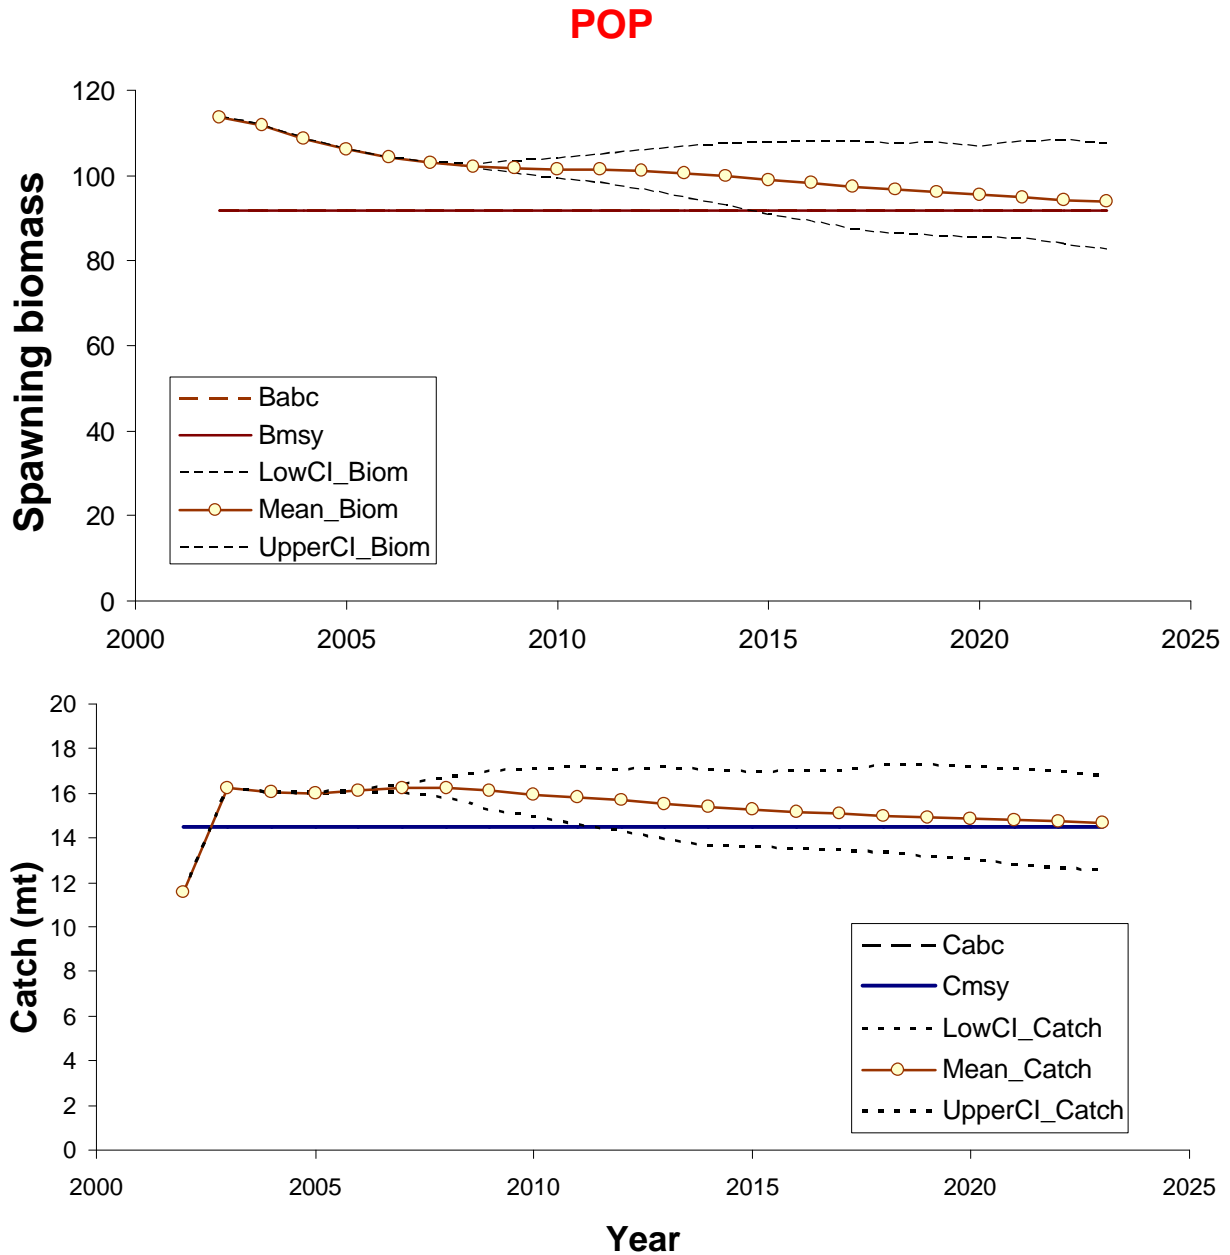 POP
Spawning biomass
120
100
80
60
40
20
0
2000 2005 2010 2015 2020 2025
Babc
Bmsy
LowCI_Biom
Mean_Biom
UpperCI_Biom
Catch (mt)
20
18
16
14
12
10
8
6
4
2
0
2000 2005 2010 2015 2020 2025
Cabc
Cmsy
LowCI_Catch
Mean_Catch
UpperCI_Catch
Year